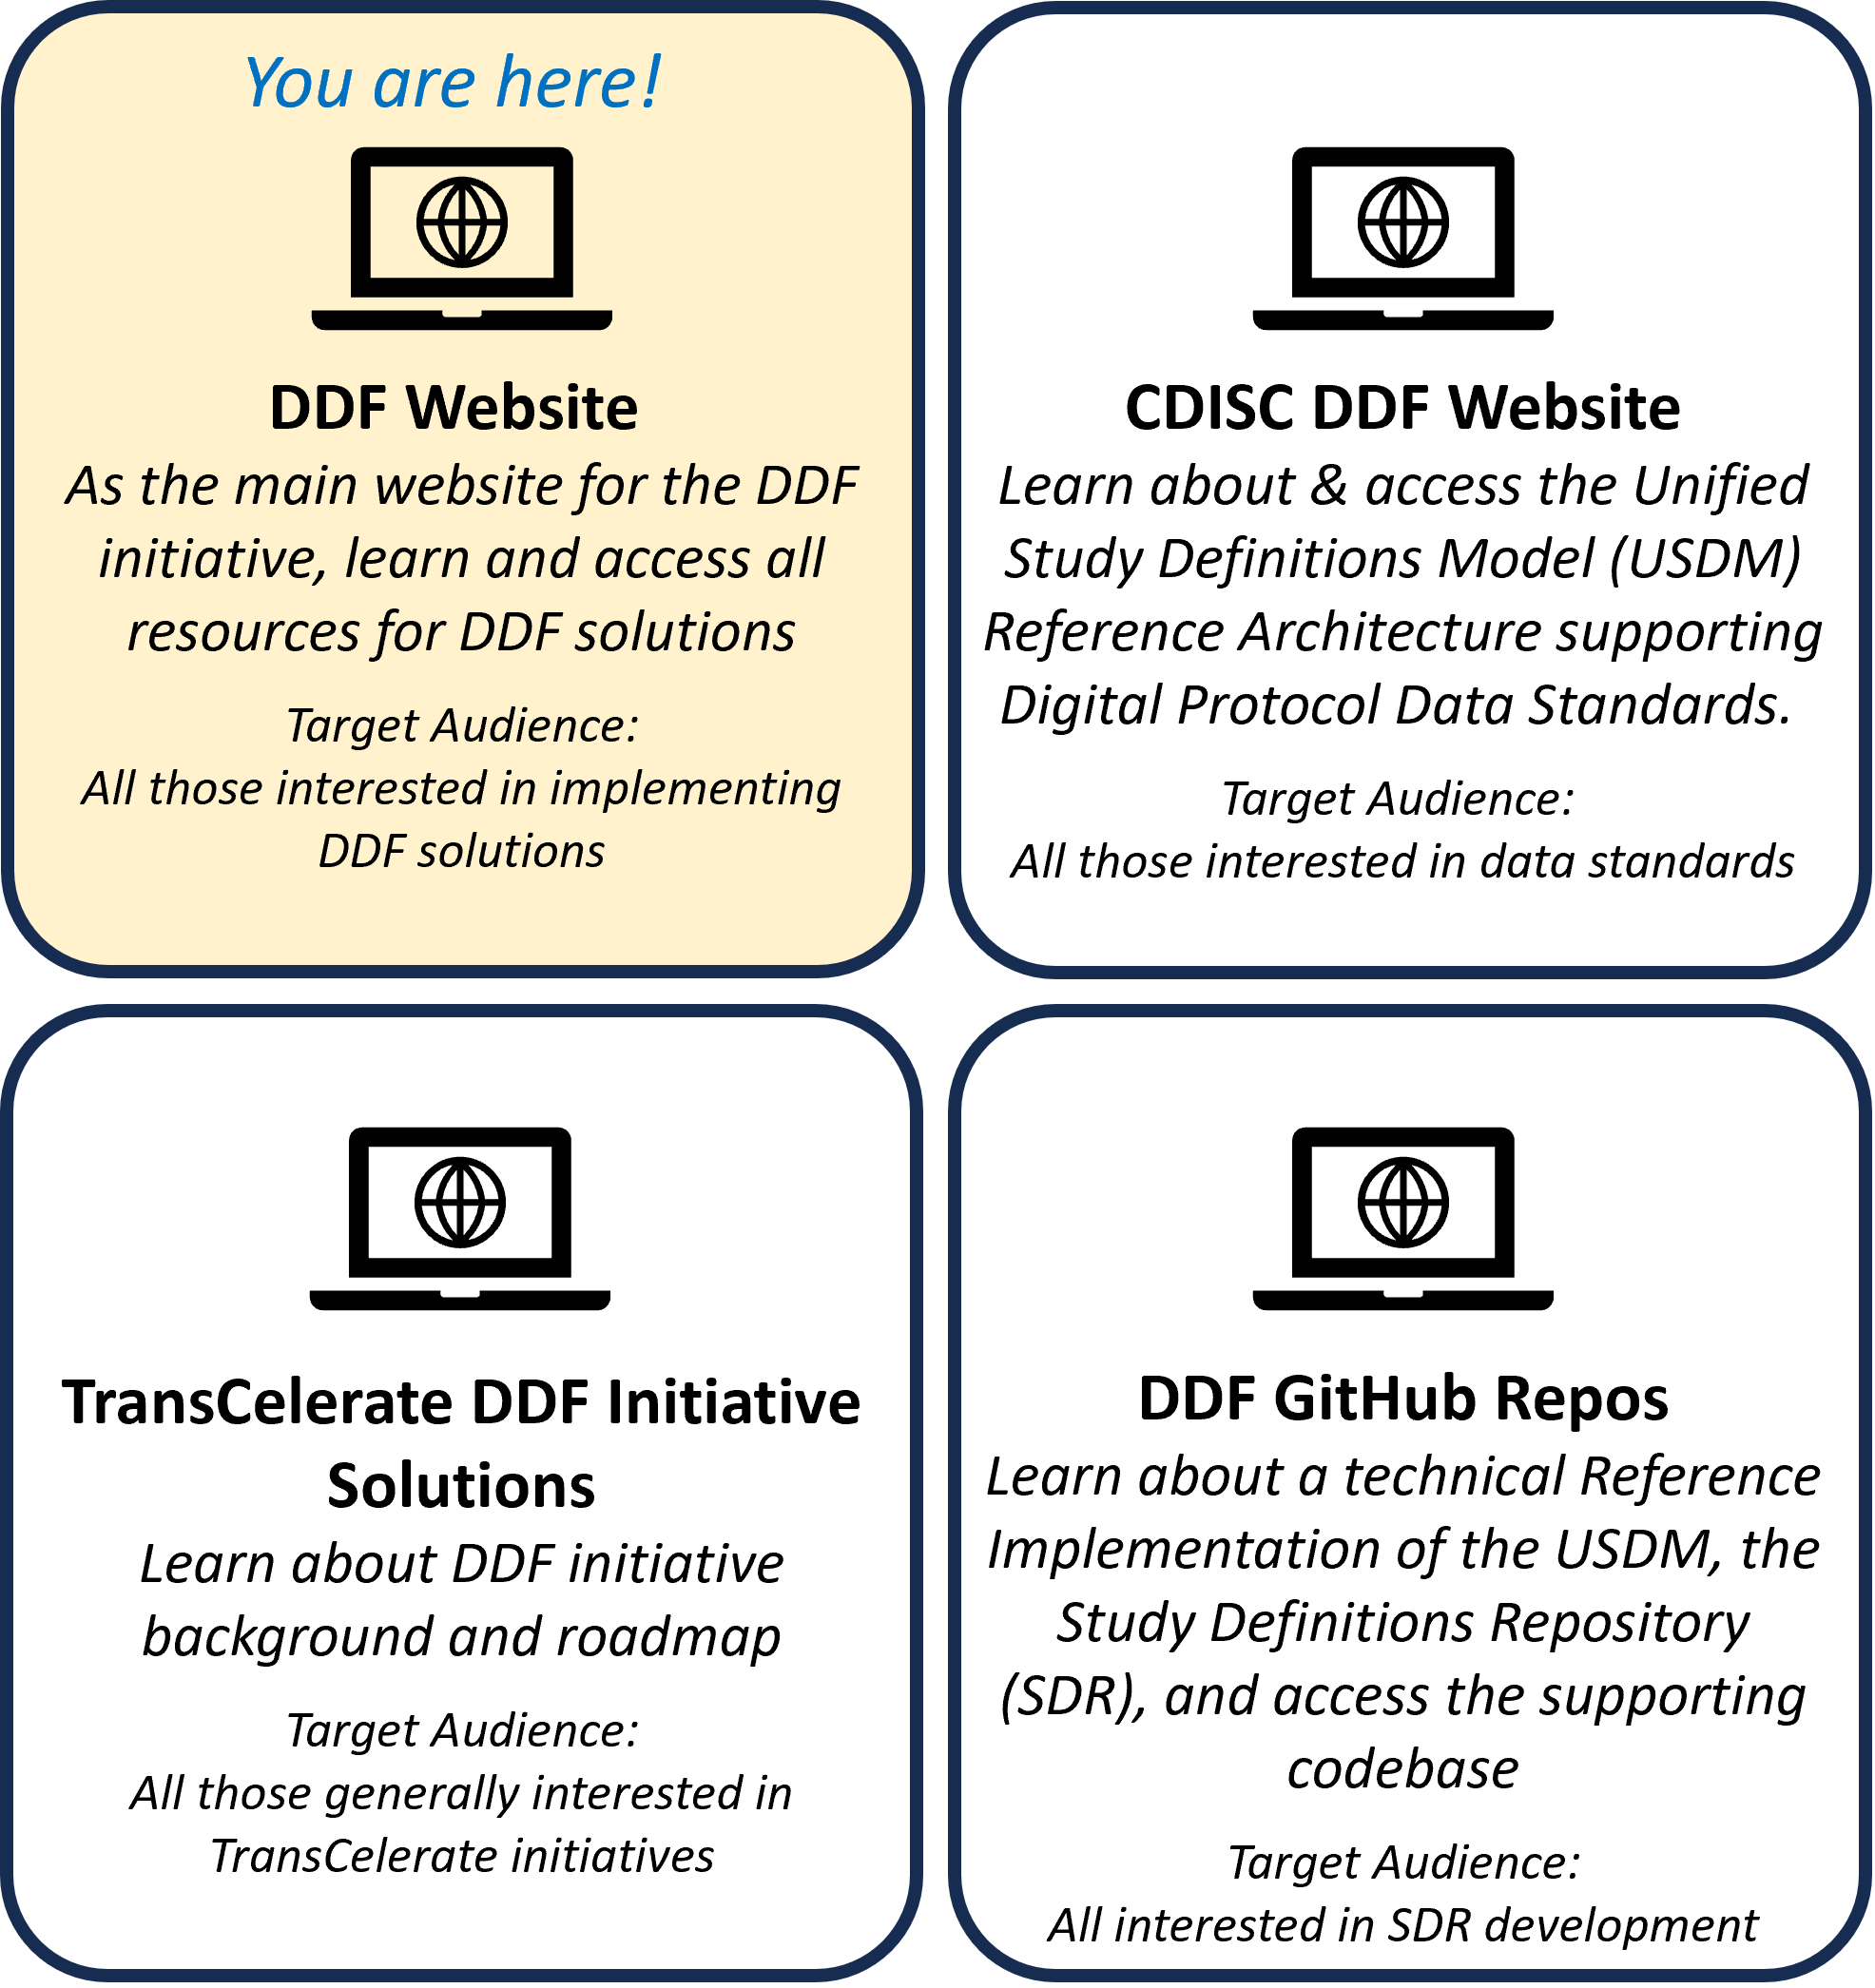 You are here!
DDF Website
As the main website for the DDF
initiative, learn and access all
resources for DDF solutions
Target Audience:
All those interested in implementing
DDF solutions
CDISC DDF Website
Learn about & access the Unified
Study Definitions Model (USDM)
Reference Architecture supporting
Digital Protocol Data Standards.
Target Audience:
All those interested in data standards
TransCelerate DDF Initiative
Solutions
Learn about DDF initiative
background and roadmap
Target Audience:
All those generally interested in
TransCelerate initiatives
DDF GitHub Repos
Learn about a technical Reference
Implementation of the USDM, the
Study Definitions Repository
(SDR), and access the supporting
codebase
Target Audience:
All interested in SDR development